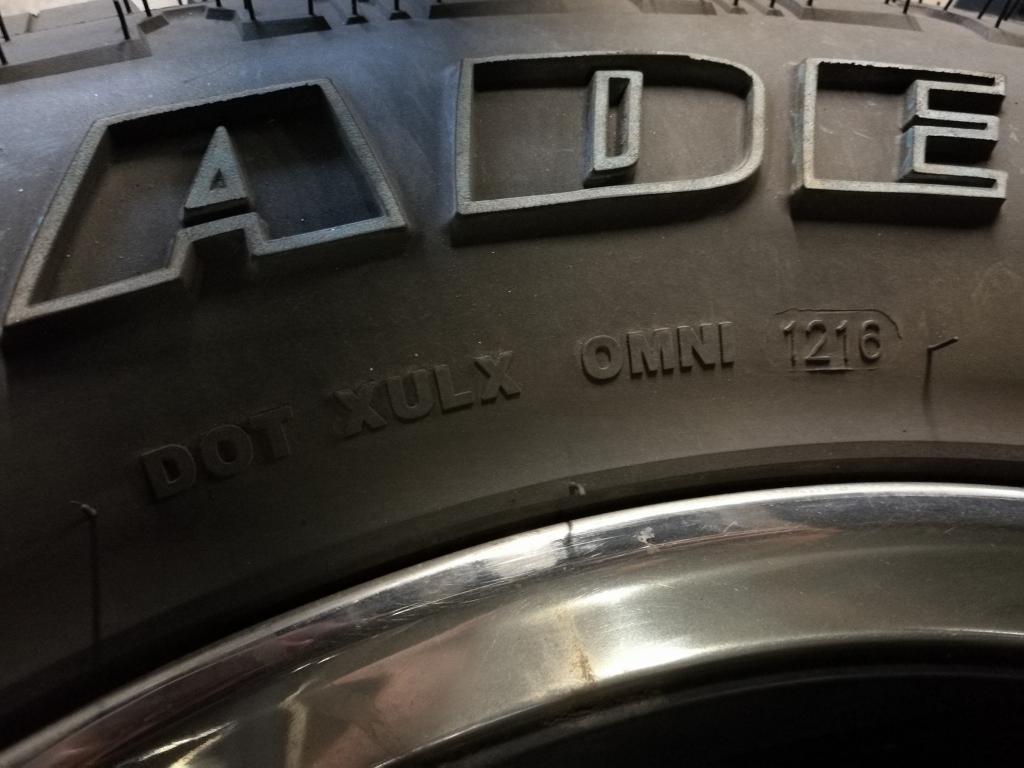 ADE
DOT XULX OMNI 1216